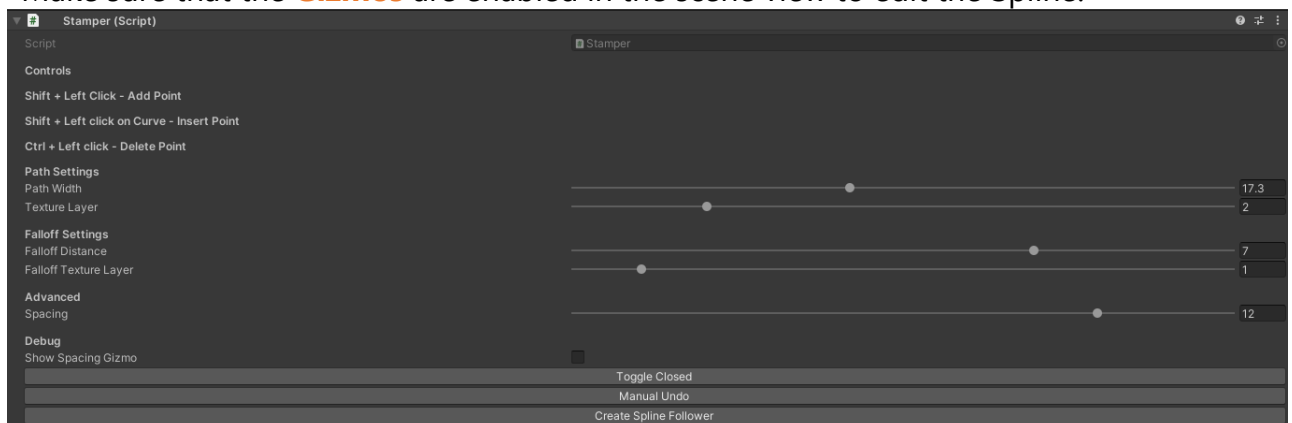 Make sure that the Gizmos are enabled in the scene view to edit the Spline.
# Stamper (Script)
Script Stamper
Controls
Shift + Left Click - Add Point
Shift + Left click on Curve - Insert Point
Ctrl + Left click - Delete Point
Path Settings
Path Width 17.3
Texture Layer 2
Falloff Settings
Falloff Distance 7
Falloff Texture Layer 1
Advanced
Spacing 12
Debug
Show Spacing Gizmo
Toggle Closed
Manual Undo
Create Spline Follower